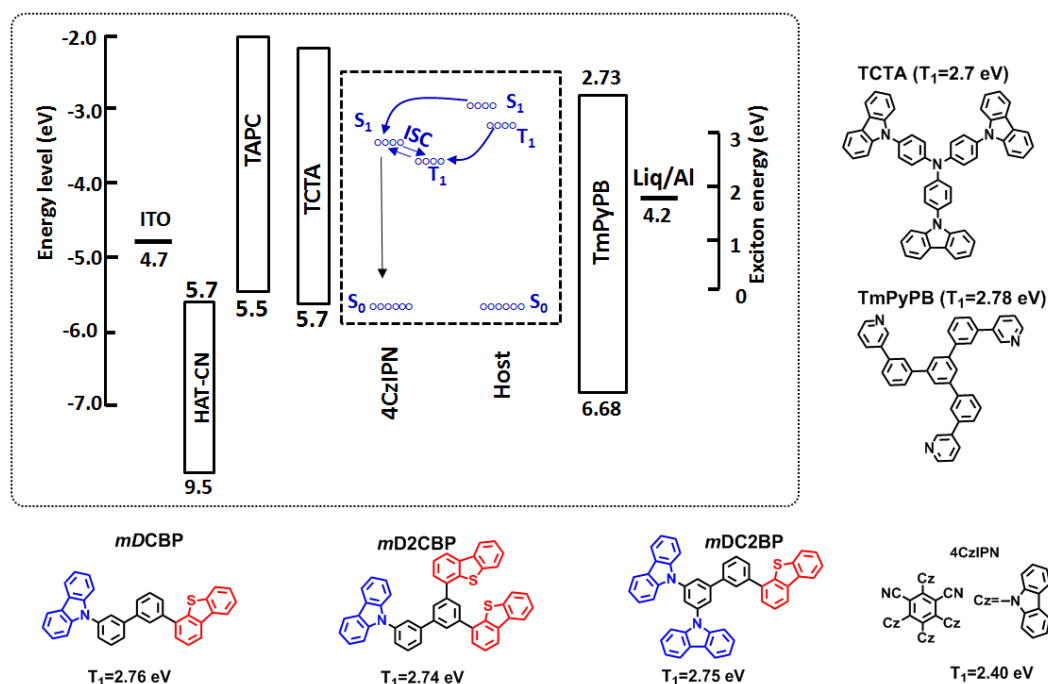 Energy level (eV)
-2.0
-3.0
-4.0
-5.0
-6.0
-7.0
ITO
4.7
5.7
HAT-CN
9.5
TAPC
5.5
TCTA
5.7
S1
ISC
T1
S1
T1
S0
S0
4CzIPN
Host
2.73
TmPyPB
6.68
Liq/Al
4.2
3
2
1
0
Exciton energy (eV)
TCTA (T1=2.7 eV)
N
N
N
N
TmPyPB (T1=2.78 eV)
N
N
N
mDCBP
N
S
T1=2.76 eV
mD2CBP
S
S
N
T1=2.74 eV
mDC2BP
N
S
N
T1=2.75 eV
4CzIPN
Cz
NC
CN
Cz
Cz
Cz
Cz=
N
T1=2.40 eV